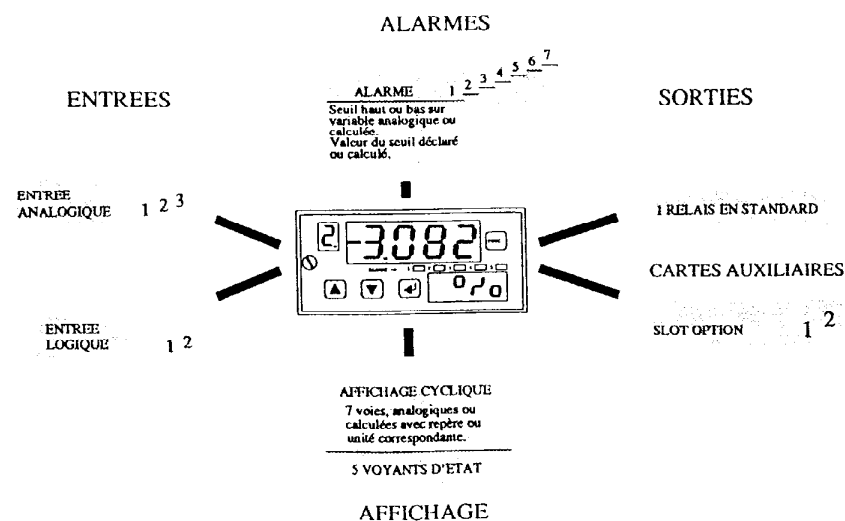 ALARMES
ENTREES
ALARME 1 2 3 4 5 6 7
Seuil haut ou bas sur
variable analogique ou
calculée.
Valeur du seuil déclaré
ou calculé.
SORTIES
ENTREE
ANALOGIQUE 1 2 3
1 RELAIS EN STANDARD
2. -3.082
CARTES AUXILIAIRES
ENTREE
LOGIQUE 1 2
SLOT OPTION 1 2
AFFICHAGE CYCLIQUE
7 voies, analogiques ou
calculées avec repère ou
unité correspondante.
5 VOYANTS D'ETAT
AFFICHAGE